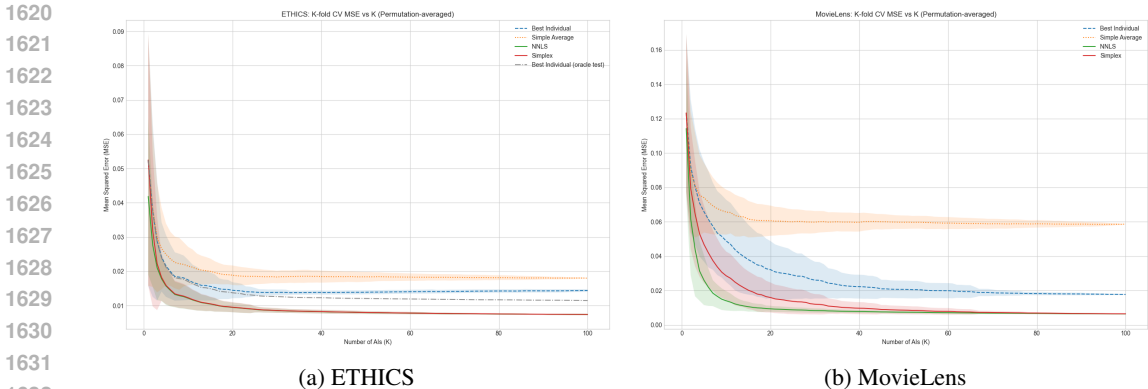 1620
1621
1622
1623
1624
1625
1626
1627
1628
1629
1630
1631
ETHICS: K-fold CV MSE vs K (Permutation-averaged)
Best Individual
Simple Average
NNLS
Simplex
Best Individual (oracle test)
Mean Squared Error (MSE)
0.09
0.08
0.07
0.06
0.05
0.04
0.03
0.02
0.01
0 20 40 60 80 100
Number of AIs (K)
(a) ETHICS
MovieLens: K-fold CV MSE vs K (Permutation-averaged)
Best Individual
Simple Average
NNLS
Simplex
Mean Squared Error (MSE)
0.16
0.14
0.12
0.10
0.08
0.06
0.04
0.02
0.00
0 20 40 60 80 100
Number of AIs (K)
(b) MovieLens